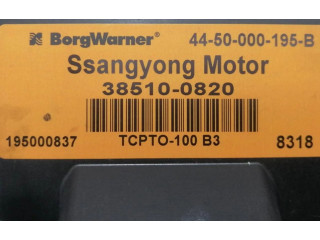 BorgWarner 44-50-000-195-B
Ssangyong Motor
38510-0820
195000837 TCPTO-100 B3 8318